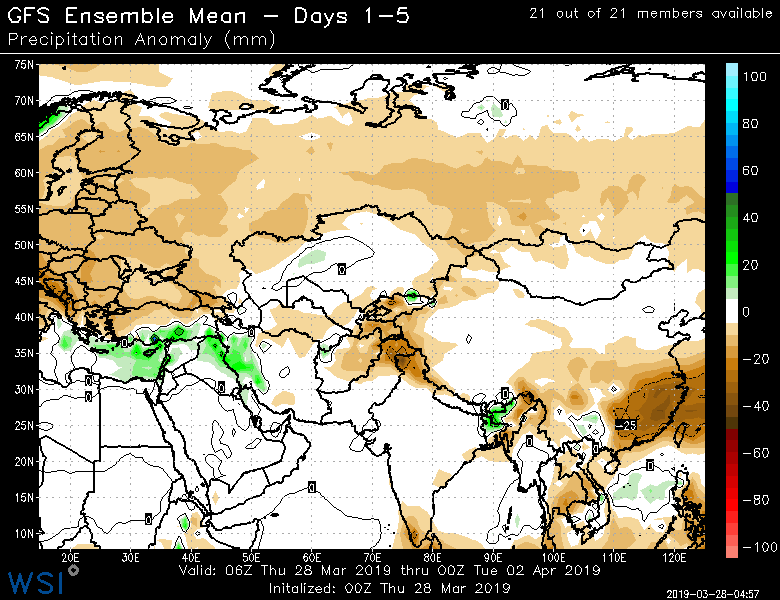 GFS Ensemble Mean - Days 1-5
21 out of 21 members available
Precipitation Anomaly (mm)
75N
70N
65N
60N
55N
50N
45N
40N
35N
30N
25N
20N
15N
10N
20E 30E 40E 50E 60E 70E 80E 90E 100E 110E 120E
0
0
0
0
0
0
0
0
-25
0
0
0
0
0
100
80
60
40
20
0
-20
-40
-60
-80
-100
Valid: 06Z Thu 28 Mar 2019 thru 00Z Tue 02 Apr 2019
Initalized: 00Z Thu 28 Mar 2019
WSI
2019-03-28-04:57